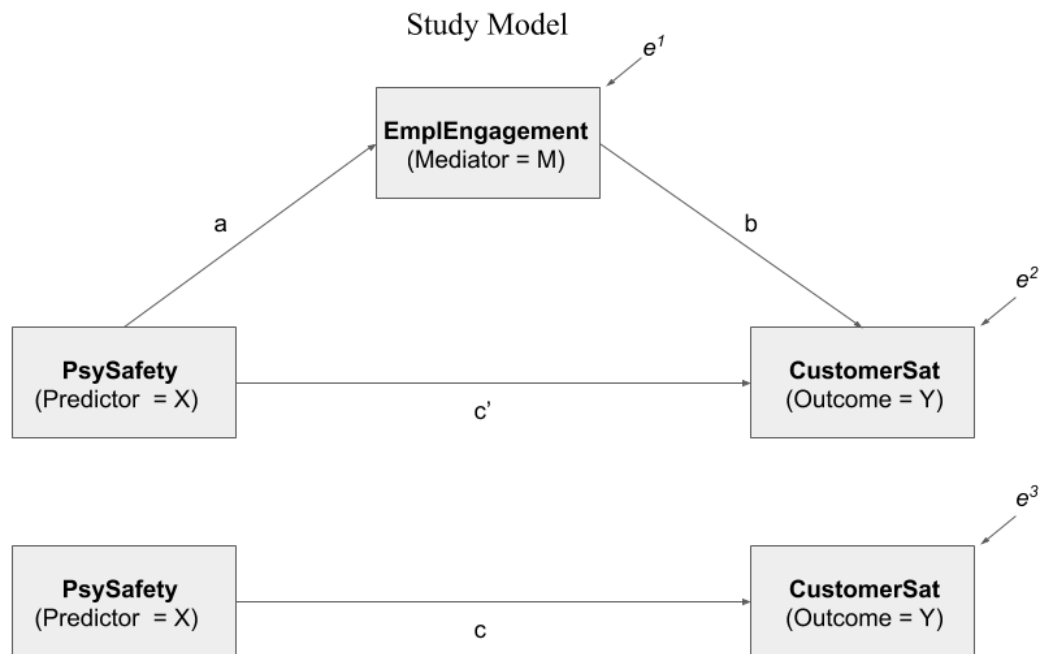 Study Model
e¹
EmplEngagement
(Mediator = M)
a
b
e²
PsySafety
(Predictor  = X)
c’
CustomerSat
(Outcome = Y)
e³
PsySafety
(Predictor  = X)
c
CustomerSat
(Outcome = Y)